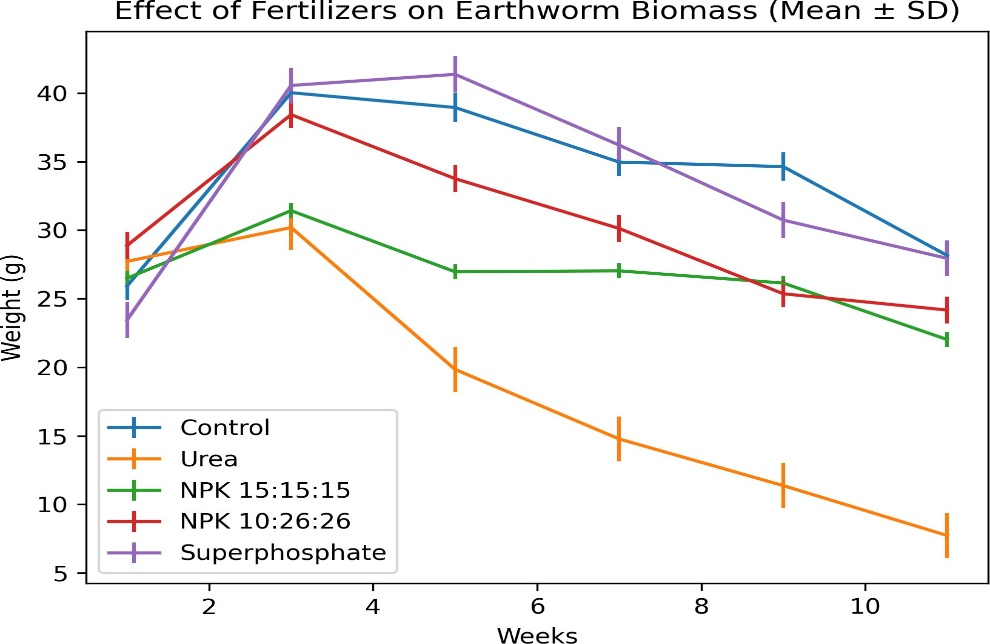 Effect of Fertilizers on Earthworm Biomass (Mean ± SD)
Weight (g)
40
35
30
25
20
15
10
5
Control
Urea
NPK 15:15:15
NPK 10:26:26
Superphosphate
2 4 6 8 10
Weeks